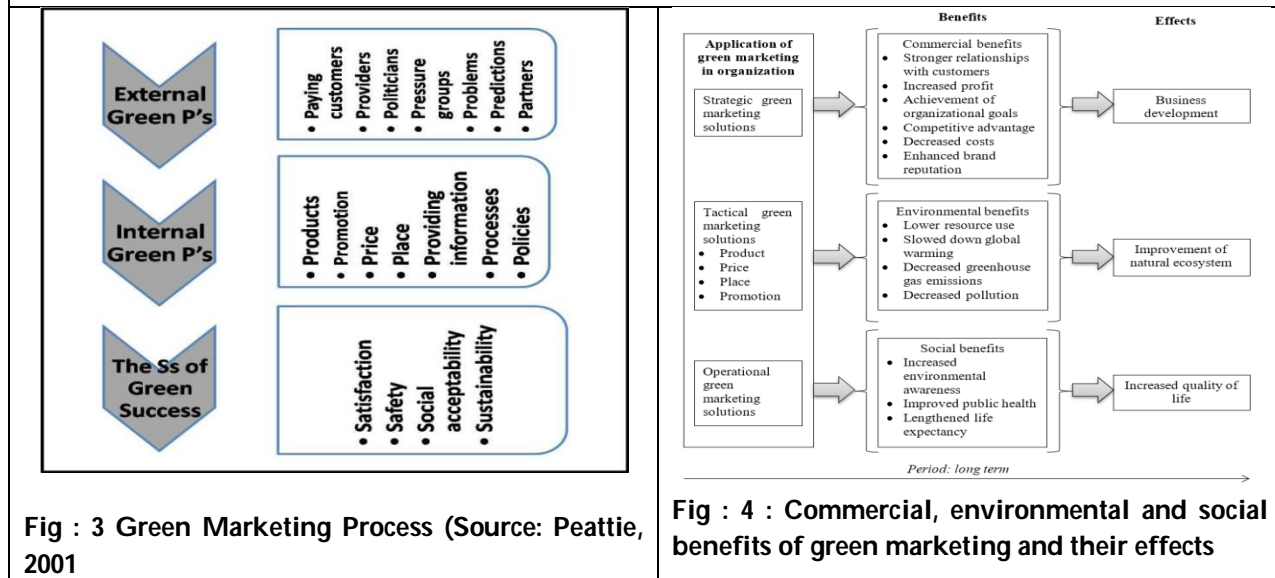 External
Green P's
• Paying
customers
• Providers
• Politicians
• Pressure
groups
• Problems
• Predictions
• Partners
Internal
Green P's
• Products
• Promotion
• Price
• Place
• Providing
information
• Processes
• Policies
The Ss of
Green
Success
• Satisfaction
• Safety
• Social
acceptability
• Sustainability
Fig : 3 Green Marketing Process (Source: Peattie,
2001
Benefits
Effects
Application of
green marketing
in organization
Strategic green
marketing
solutions
Commercial benefits
• Stronger relationships
with customers
• Increased profit
• Achievement of
organizational goals
• Competitive advantage
• Decreased costs
• Enhanced brand
reputation
Business
development
Tactical green
marketing
solutions
• Product
• Price
• Place
• Promotion
Environmental benefits
• Lower resource use
• Slowed down global
warming
• Decreased greenhouse
gas emissions
• Decreased pollution
Improvement of
natural ecosystem
Operational
green
marketing
solutions
Social benefits
• Increased
environmental
awareness
• Improved public health
• Lengthened life
expectancy
Increased quality of
life
Period: long term
Fig : 4 : Commercial, environmental and social
benefits of green marketing and their effects